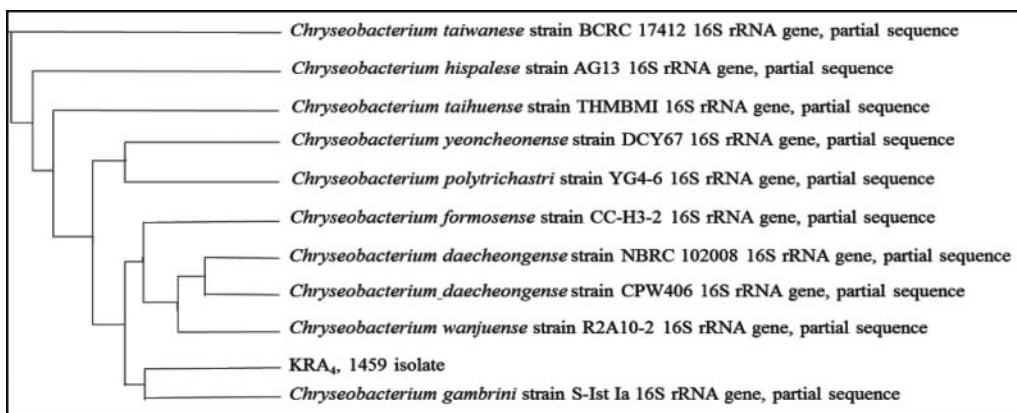 Chryseobacterium taiwanese strain BCRC 17412 16S rRNA gene, partial sequence
Chryseobacterium hispalese strain AG13 16S rRNA gene, partial sequence
Chryseobacterium taihuense strain THMBMI 16S rRNA gene, partial sequence
Chryseobacterium yeoncheonense strain DCY67 16S rRNA gene, partial sequence
Chryseobacterium polytrichastri strain YG4-6 16S rRNA gene, partial sequence
Chryseobacterium formosense strain CC-H3-2 16S rRNA gene, partial sequence
Chryseobacterium daecheongense strain NBRC 102008 16S rRNA gene, partial sequence
Chryseobacterium_daecheongense strain CPW406 16S rRNA gene, partial sequence
Chryseobacterium wanjuense strain R2A10-2 16S rRNA gene, partial sequence
KRA₄, 1459 isolate
Chryseobacterium gambrini strain S-Ist Ia 16S rRNA gene, partial sequence